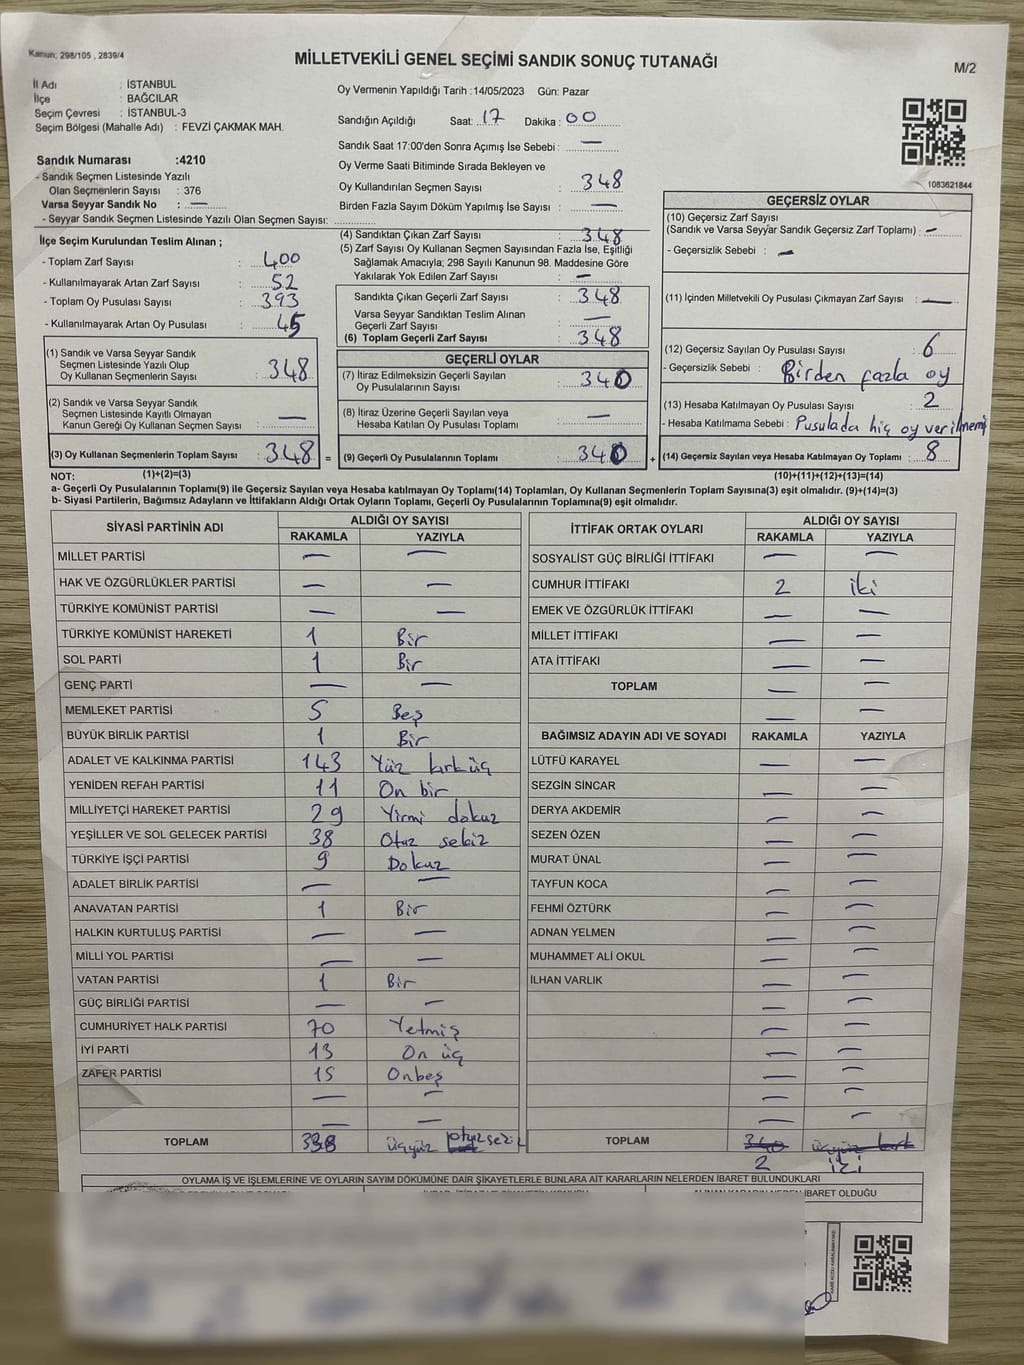 Kanun; 298/105 , 2839/4
MİLLETVEKİLİ GENEL SEÇİMİ SANDIK SONUÇ TUTANAĞI
M/2
İl Adı : İSTANBUL
İlçe : BAĞCILAR
Seçim Çevresi : İSTANBUL-3
Seçim Bölgesi (Mahalle Adı) : FEVZİ ÇAKMAK MAH.
Sandık Numarası :4210
- Sandık Seçmen Listesinde Yazılı
Olan Seçmenlerin Sayısı : 376
Varsa Seyyar Sandık No : —
- Seyyar Sandık Seçmen Listesinde Yazılı Olan Seçmen Sayısı:
Oy Vermenin Yapıldığı Tarih :14/05/2023 Gün: Pazar
Sandığın Açıldığı Saat: 17 Dakika : 00
Sandık Saat 17:00'den Sonra Açımış İse Sebebi : —
Oy Verme Saati Bitiminde Sırada Bekleyen ve
Oy Kullandırılan Seçmen Sayısı : 348
Birden Fazla Sayım Döküm Yapılmış İse Sayısı : —
1083621844
İlçe Seçim Kurulundan Teslim Alınan ;
- Toplam Zarf Sayısı : 400
- Kullanılmayarak Artan Zarf Sayısı : 52
- Toplam Oy Pusulası Sayısı : 393
- Kullanılmayarak Artan Oy Pusulası : 45
(4) Sandıktan Çıkan Zarf Sayısı : 348
(5) Zarf Sayısı Oy Kullanan Seçmen Sayısından Fazla İse, Eşitliği
Sağlamak Amacıyla; 298 Sayılı Kanunun 98. Maddesine Göre
Yakılarak Yok Edilen Zarf Sayısı : —
Sandıkta Çıkan Geçerli Zarf Sayısı : 348
Varsa Seyyar Sandıktan Teslim Alınan
Geçerli Zarf Sayısı : —
(6) Toplam Geçerli Zarf Sayısı : 348
GEÇERSİZ OYLAR
(10) Geçersiz Zarf Sayısı
(Sandık ve Varsa Seyyar Sandık Geçersiz Zarf Toplamı) : —
- Geçersizlik Sebebi : —
(11) İçinden Milletvekili Oy Pusulası Çıkmayan Zarf Sayısı : —
(12) Geçersiz Sayılan Oy Pusulası Sayısı : 6
- Geçersizlik Sebebi : Birden fazla oy
(13) Hesaba Katılmayan Oy Pusulası Sayısı : 2
- Hesaba Katılmama Sebebi : Pusulada hiç oy verilmemiş
(14) Geçersiz Sayılan veya Hesaba Katılmayan Oy Toplamı : 8
(1) Sandık ve Varsa Seyyar Sandık
Seçmen Listesinde Yazılı Olup
Oy Kullanan Seçmenlerin Sayısı : 348
(2) Sandık ve Varsa Seyyar Sandık
Seçmen Listesinde Kayıtlı Olmayan
Kanun Gereği Oy Kullanan Seçmen Sayısı : —
(3) Oy Kullanan Seçmenlerin Toplam Sayısı : 348 =
GEÇERLİ OYLAR
(7) İtiraz Edilmeksizin Geçerli Sayılan
Oy Pusulalarının Sayısı : 340
(8) İtiraz Üzerine Geçerli Sayılan veya
Hesaba Katılan Oy Pusulası Toplamı : —
(9) Geçerli Oy Pusulalarının Toplamı : 340 +
NOT: (1)+(2)=(3) (10)+(11)+(12)+(13)=(14)
a- Geçerli Oy Pusulalarının Toplamı(9) ile Geçersiz Sayılan veya Hesaba katılmayan Oy Toplamı(14) Toplamları, Oy Kullanan Seçmenlerin Toplam Sayısına(3) eşit olmalıdır. (9)+(14)=(3)
b- Siyasi Partilerin, Bağımsız Adayların ve İttifakların Aldığı Ortak Oyların Toplamı, Geçerli Oy Pusulalarının Toplamına(9) eşit olmalıdır.
SİYASİ PARTİNİN ADI ALDIĞI OY SAYISI
RAKAMLA YAZIYLA
MİLLET PARTİSİ — —
HAK VE ÖZGÜRLÜKLER PARTİSİ — —
TÜRKİYE KOMÜNİST PARTİSİ — —
TÜRKİYE KOMÜNİST HAREKETİ 1 Bir
SOL PARTİ 1 Bir
GENÇ PARTİ — —
MEMLEKET PARTİSİ 5 Beş
BÜYÜK BİRLİK PARTİSİ 1 Bir
ADALET VE KALKINMA PARTİSİ 143 Yüz kırküç
YENİDEN REFAH PARTİSİ 11 On bir
MİLLİYETÇİ HAREKET PARTİSİ 29 Yirmi dokuz
YEŞİLLER VE SOL GELECEK PARTİSİ 38 Otuz sekiz
TÜRKİYE İŞÇİ PARTİSİ 9 Dokuz
ADALET BİRLİK PARTİSİ — —
ANAVATAN PARTİSİ 1 Bir
HALKIN KURTULUŞ PARTİSİ — —
MİLLİ YOL PARTİSİ — —
VATAN PARTİSİ 1 Bir
GÜÇ BİRLİĞİ PARTİSİ — —
CUMHURİYET HALK PARTİSİ 70 Yetmiş
İYİ PARTİ 13 On üç
ZAFER PARTİSİ 15 Onbeş
— —
— —
TOPLAM 338 üçyüz
İTTİFAK ORTAK OYLARI ALDIĞI OY SAYISI
RAKAMLA YAZIYLA
SOSYALİST GÜÇ BİRLİĞİ İTTİFAKI — —
CUMHUR İTTİFAKI 2 iki
EMEK VE ÖZGÜRLÜK İTTİFAKI — —
MİLLET İTTİFAKI — —
ATA İTTİFAKI — —
TOPLAM — —
— —
BAĞIMSIZ ADAYIN ADI VE SOYADI RAKAMLA YAZIYLA
LÜTFÜ KARAYEL — —
SEZGİN SİNCAR — —
DERYA AKDEMİR — —
SEZEN ÖZEN — —
MURAT ÜNAL — —
TAYFUN KOCA — —
FEHMİ ÖZTÜRK — —
ADNAN YELMEN — —
MUHAMMET ALİ OKUL — —
İLHAN VARLIK — —
— —
— —
— —
— —
— —
— —
TOPLAM 340 üçyüz kırk
2 iki
OYLAMA İŞ VE İŞLEMLERİNE VE OYLARIN SAYIM DÖKÜMÜNE DAİR ŞİKAYETLERLE BUNLARA AİT KARARLARIN NELERDEN İBARET BULUNDUKLARI
İBARET OLDUĞU